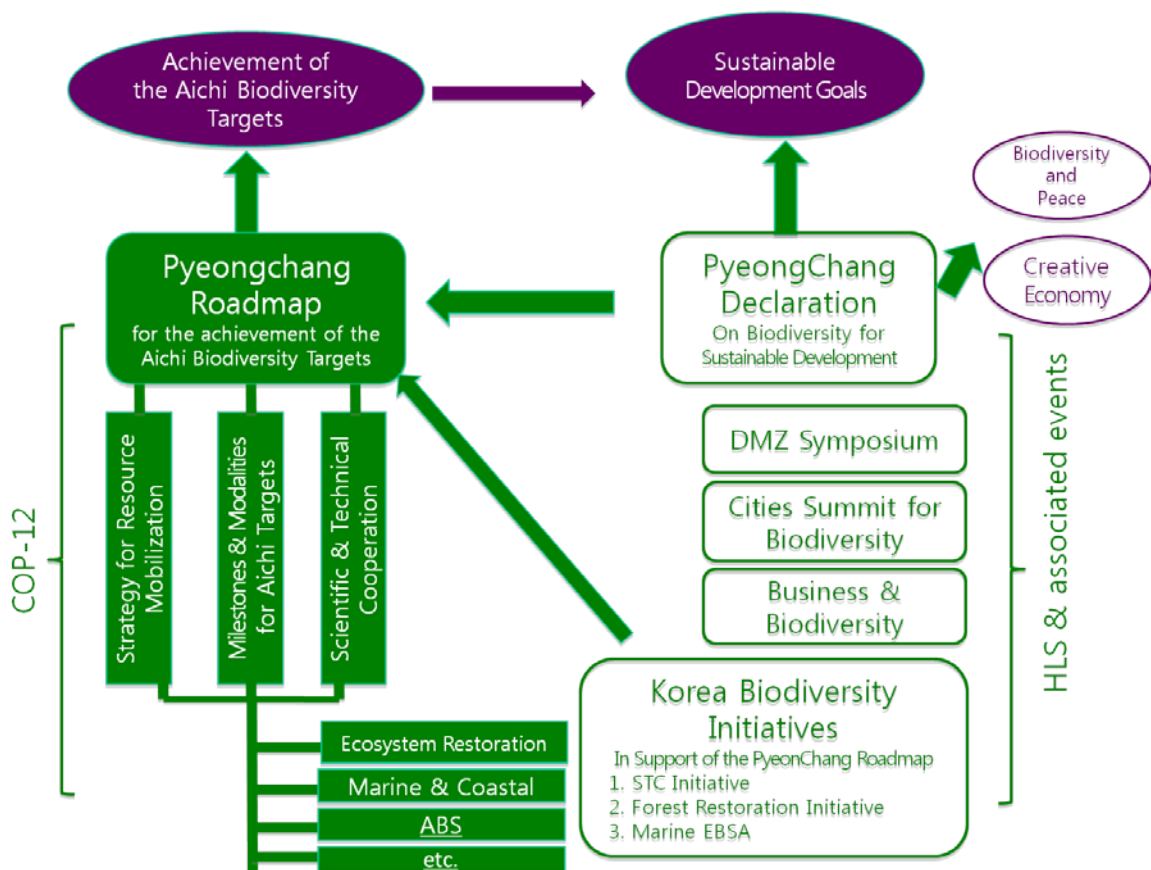 Achievement of
the Aichi Biodiversity
Targets
Sustainable
Development Goals
Biodiversity
and
Peace
Creative
Economy
Pyeongchang
Roadmap
for the achievement of the
Aichi Biodiversity Targets
PyeongChang
Declaration
On Biodiversity for
Sustainable Development
COP-12
Strategy for Resource
Mobilization
Milestones & Modalities
for Aichi Targets
Scientific & Technical
Cooperation
DMZ Symposium
Cities Summit for
Biodiversity
Business &
Biodiversity
HLS & associated events
Korea Biodiversity
Initiatives
In Support of the PyeonChang Roadmap
1. STC Initiative
2. Forest Restoration Initiative
3. Marine EBSA
Ecosystem Restoration
Marine & Coastal
ABS
etc.